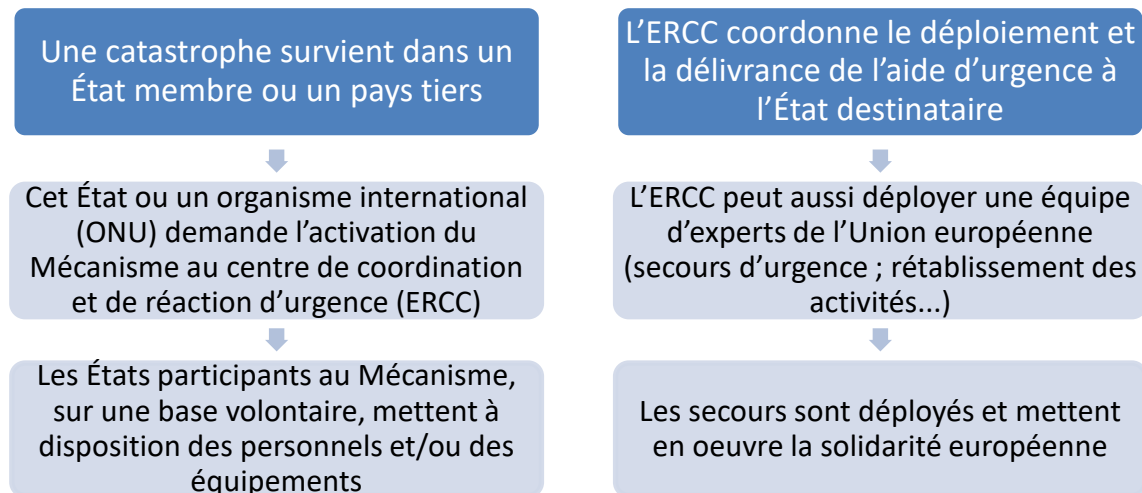 Une catastrophe survient dans un
État membre ou un pays tiers
Cet État ou un organisme international
(ONU) demande l’activation du
Mécanisme au centre de coordination
et de réaction d’urgence (ERCC)
Les États participants au Mécanisme,
sur une base volontaire, mettent à
disposition des personnels et/ou des
équipements
L’ERCC coordonne le déploiement et
la délivrance de l’aide d’urgence à
l’État destinataire
L’ERCC peut aussi déployer une équipe
d’experts de l’Union européenne
(secours d’urgence ; rétablissement des
activités...)
Les secours sont déployés et mettent
en oeuvre la solidarité européenne